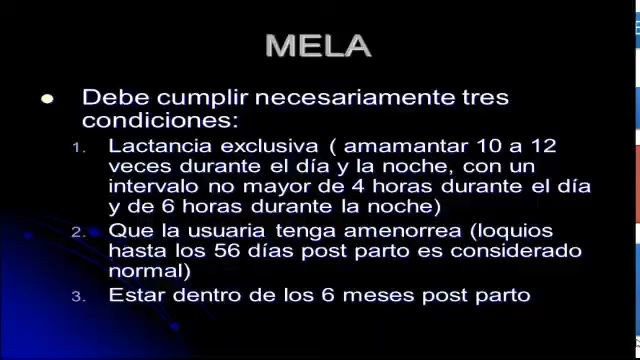 MELA
Debe cumplir necesariamente tres
condiciones:
1. Lactancia exclusiva ( amamantar 10 a 12
veces durante el día y la noche, con un
intervalo no mayor de 4 horas durante el día
y de 6 horas durante la noche)
2. Que la usuaria tenga amenorrea (loquios
hasta los 56 días post parto es considerado
normal)
3. Estar dentro de los 6 meses post parto